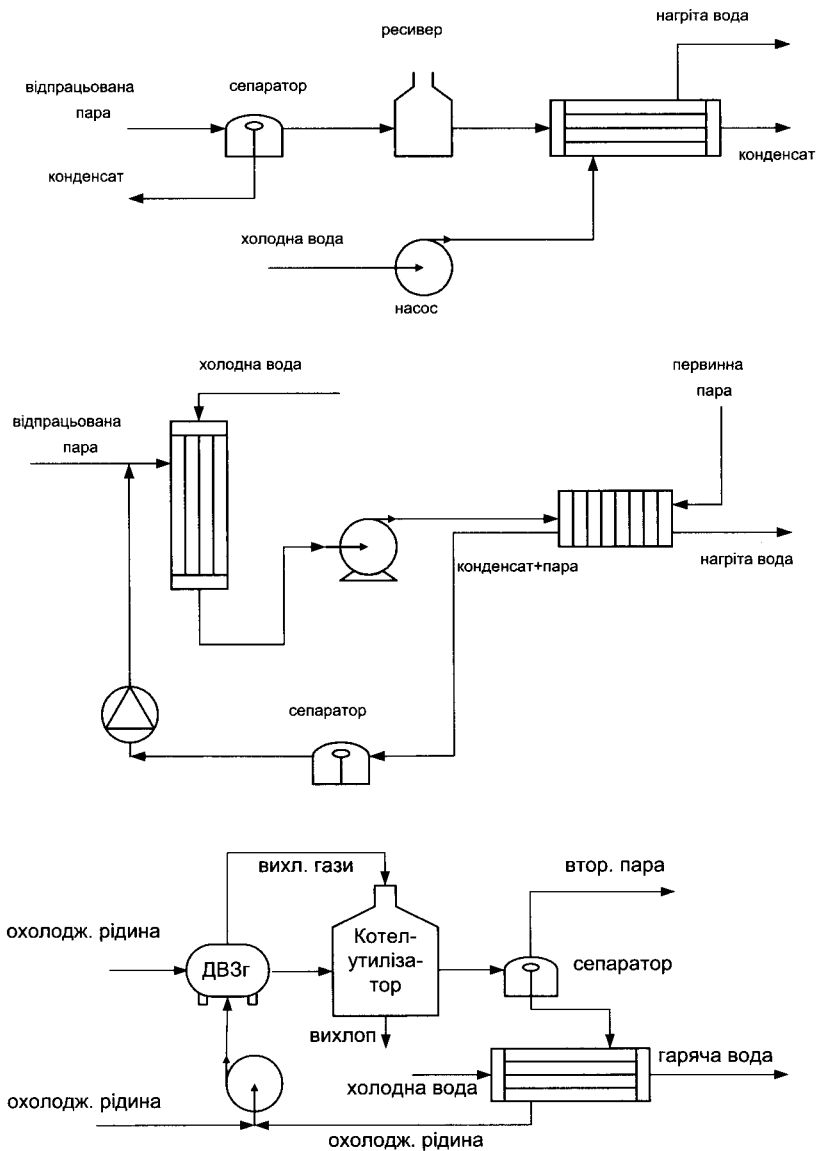 нагріта вода
ресивер
відпрацьована
пара
сепаратор
конденсат
конденсат
холодна вода
насос
холодна вода
первинна
пара
відпрацьована
пара
конденсат+пара
нагріта вода
сепаратор
вихл. гази
втор. пара
охолодж. рідина
ДВЗг
Котел-
утиліза-
тор
сепаратор
вихлоп
гаряча вода
холодна вода
охолодж. рідина
охолодж. рідина